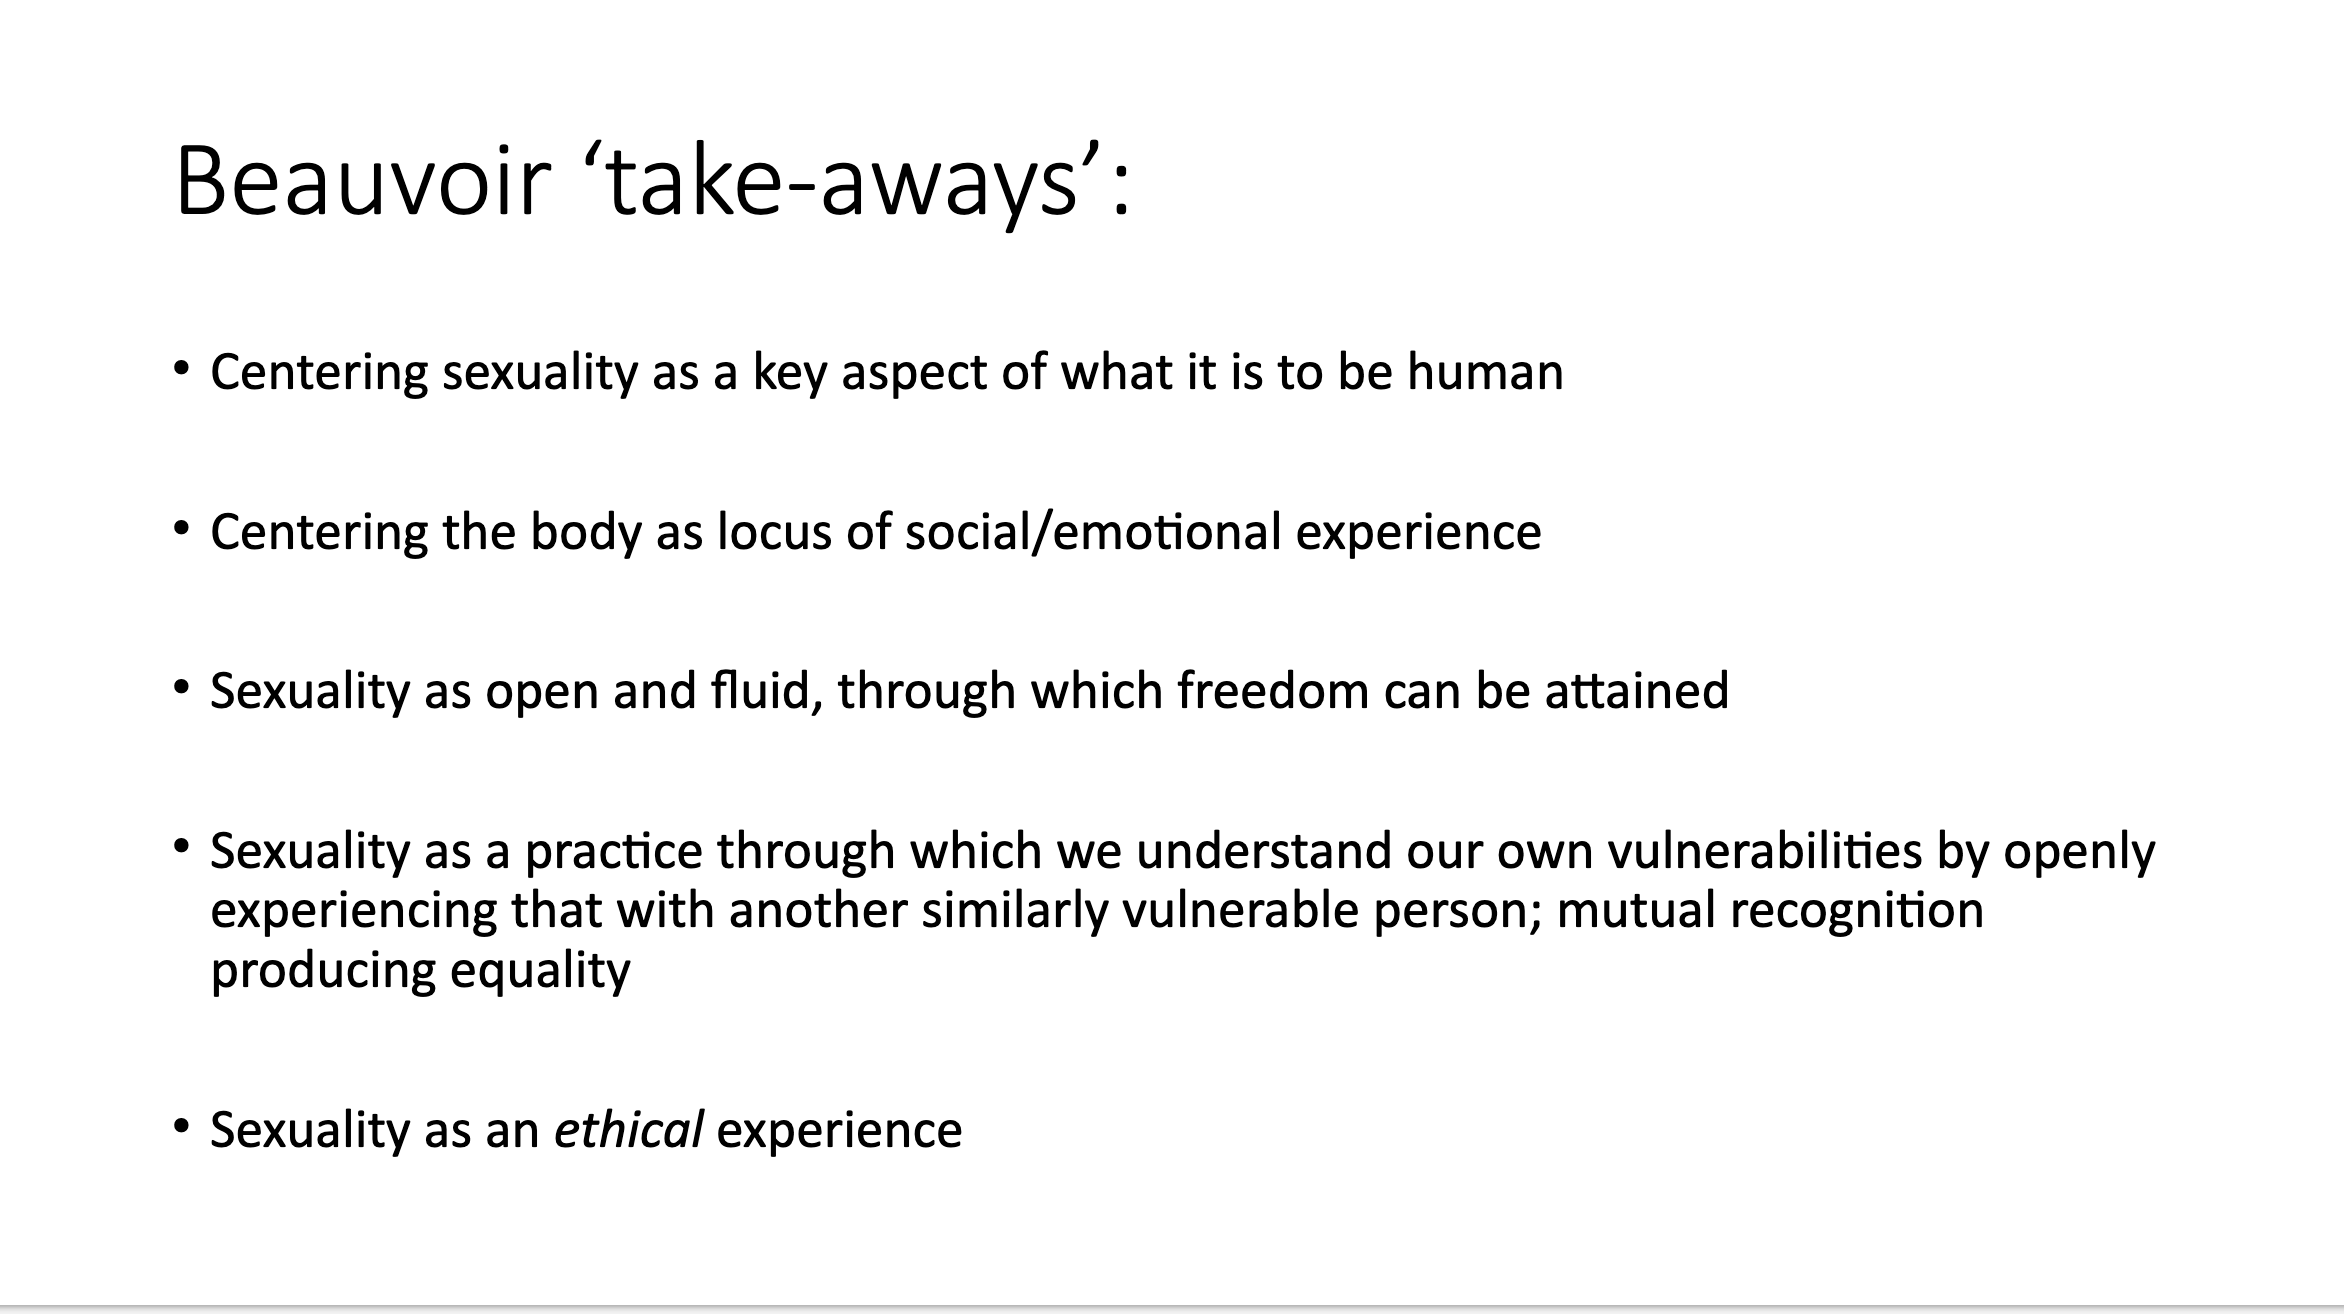 Beauvoir ‘take-aways’:
• Centering sexuality as a key aspect of what it is to be human
• Centering the body as locus of social/emotional experience
• Sexuality as open and fluid, through which freedom can be attained
• Sexuality as a practice through which we understand our own vulnerabilities by openly
experiencing that with another similarly vulnerable person; mutual recognition
producing equality
• Sexuality as an ethical experience